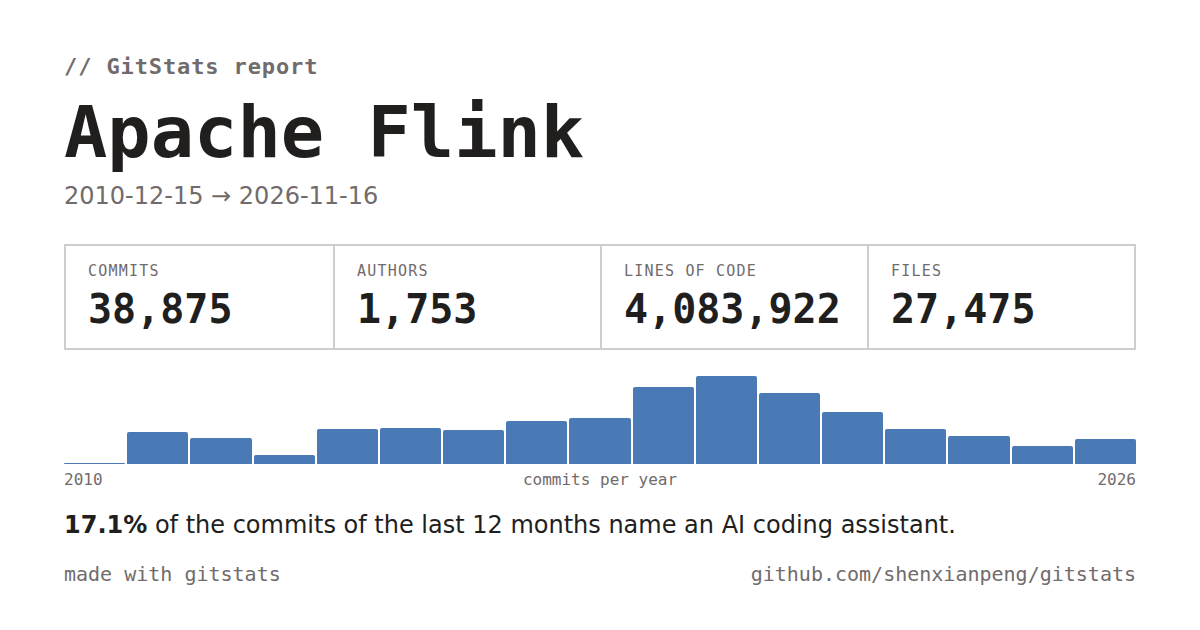 // GitStats report
Apache Flink
2010-12-15 → 2026-11-16
COMMITS AUTHORS LINES OF CODE FILES
38,875 1,753 4,083,922 27,475
2010 commits per year 2026
17.1% of the commits of the last 12 months name an AI coding assistant.
made with gitstats github.com/shenxianpeng/gitstats